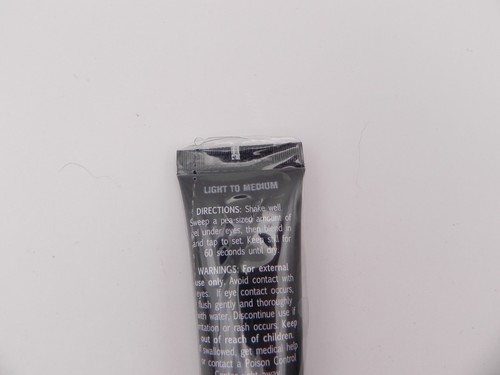 LIGHT TO MEDIUM
DIRECTIONS: Shake well.
Sweep a pea-sized amount of
gel under eyes, then blend in
and tap to set. Keep still for
60 seconds until dry.
WARNINGS: For external
use only. Avoid contact with
eyes. If eye contact occurs,
flush gently and thoroughly
with water. Discontinue use if
irritation or rash occurs. Keep
out of reach of children.
If swallowed, get medical help
or contact a Poison Control
Center right away.